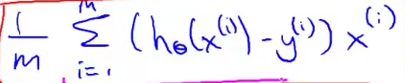 1/m Σ_{i=1}^{m} (h_θ(x^{(i)}) - y^{(i)}) x^{(i)}